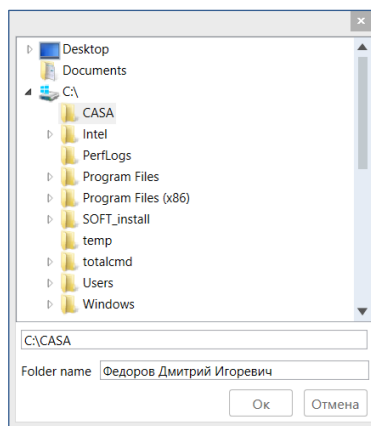 Desktop
Documents
C:\
CASA
Intel
PerfLogs
Program Files
Program Files (x86)
SOFT_install
temp
totalcmd
Users
Windows
C:\CASA
Folder name Федоров Дмитрий Игоревич
Ок Отмена